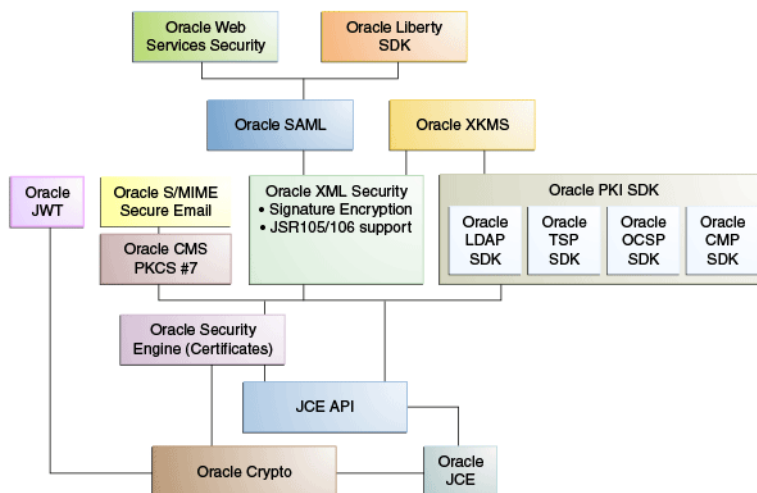 Oracle Web
Services Security
Oracle Liberty
SDK
Oracle SAML
Oracle XKMS
Oracle
JWT
Oracle S/MIME
Secure Email
Oracle XML Security
• Signature Encryption
• JSR105/106 support
Oracle PKI SDK
Oracle
LDAP
SDK
Oracle
TSP
SDK
Oracle
OCSP
SDK
Oracle
CMP
SDK
Oracle CMS
PKCS #7
Oracle Security
Engine (Certificates)
JCE API
Oracle Crypto
Oracle
JCE